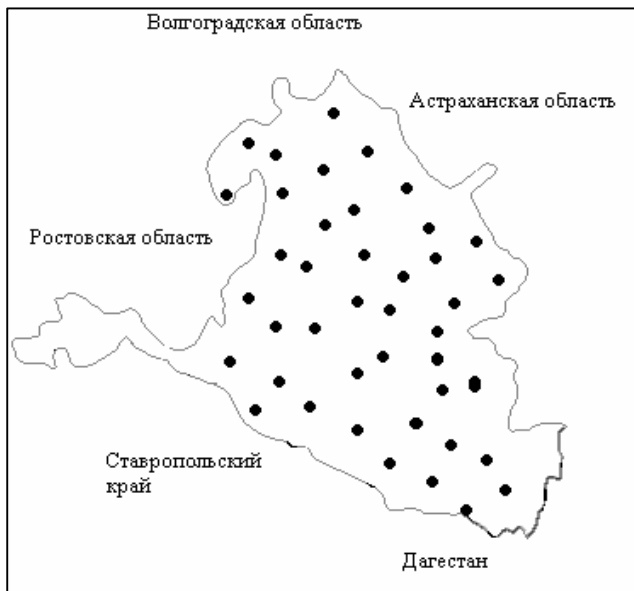 Волгоградская область
Астраханская область
Ростовская область
Ставропольский
край
Дагестан